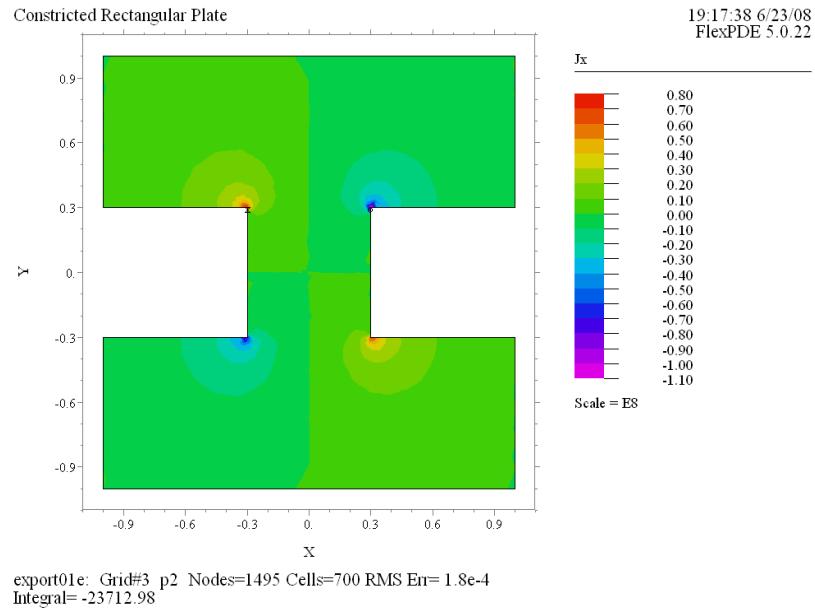 Constricted Rectangular Plate
19:17:38 6/23/08
FlexPDE 5.0.22
Jx
0.80
0.70
0.60
0.50
0.40
0.30
0.20
0.10
0.00
-0.10
-0.20
-0.30
-0.40
-0.50
-0.60
-0.70
-0.80
-0.90
-1.00
-1.10
Scale = E8
0.9
0.6
0.3
0.
-0.3
-0.6
-0.9
Y
x
o
-0.9 -0.6 -0.3 0. 0.3 0.6 0.9
X
export01e: Grid#3 p2 Nodes=1495 Cells=700 RMS Err= 1.8e-4
Integral= -23712.98